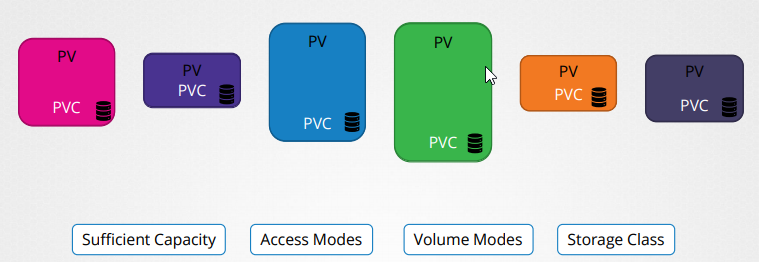 PV
PVC
PV
PVC
PV
PVC
PV
PVC
PV
PVC
PV
PVC
Sufficient Capacity
Access Modes
Volume Modes
Storage Class